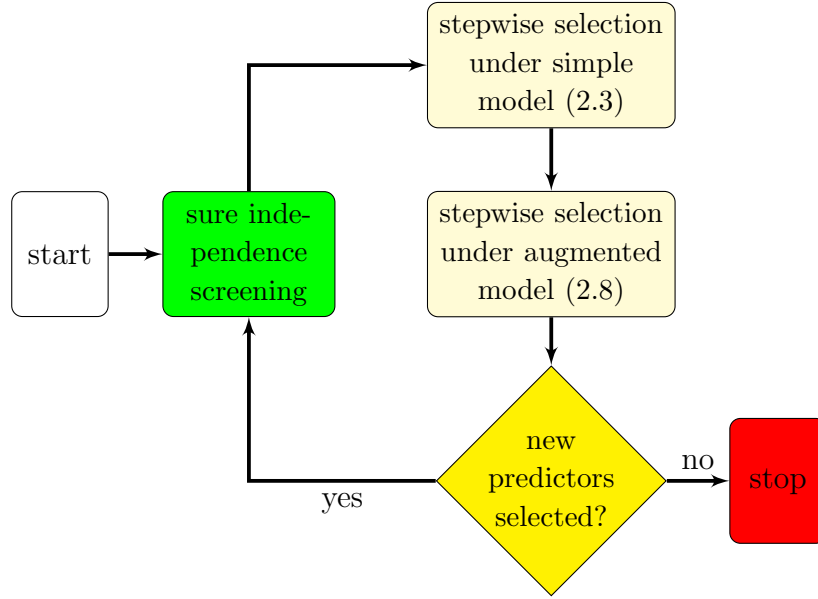 stepwise selection
under simple
model (2.3)
start
sure inde-
pendence
screening
stepwise selection
under augmented
model (2.8)
new
predictors
selected?
yes
no
stop